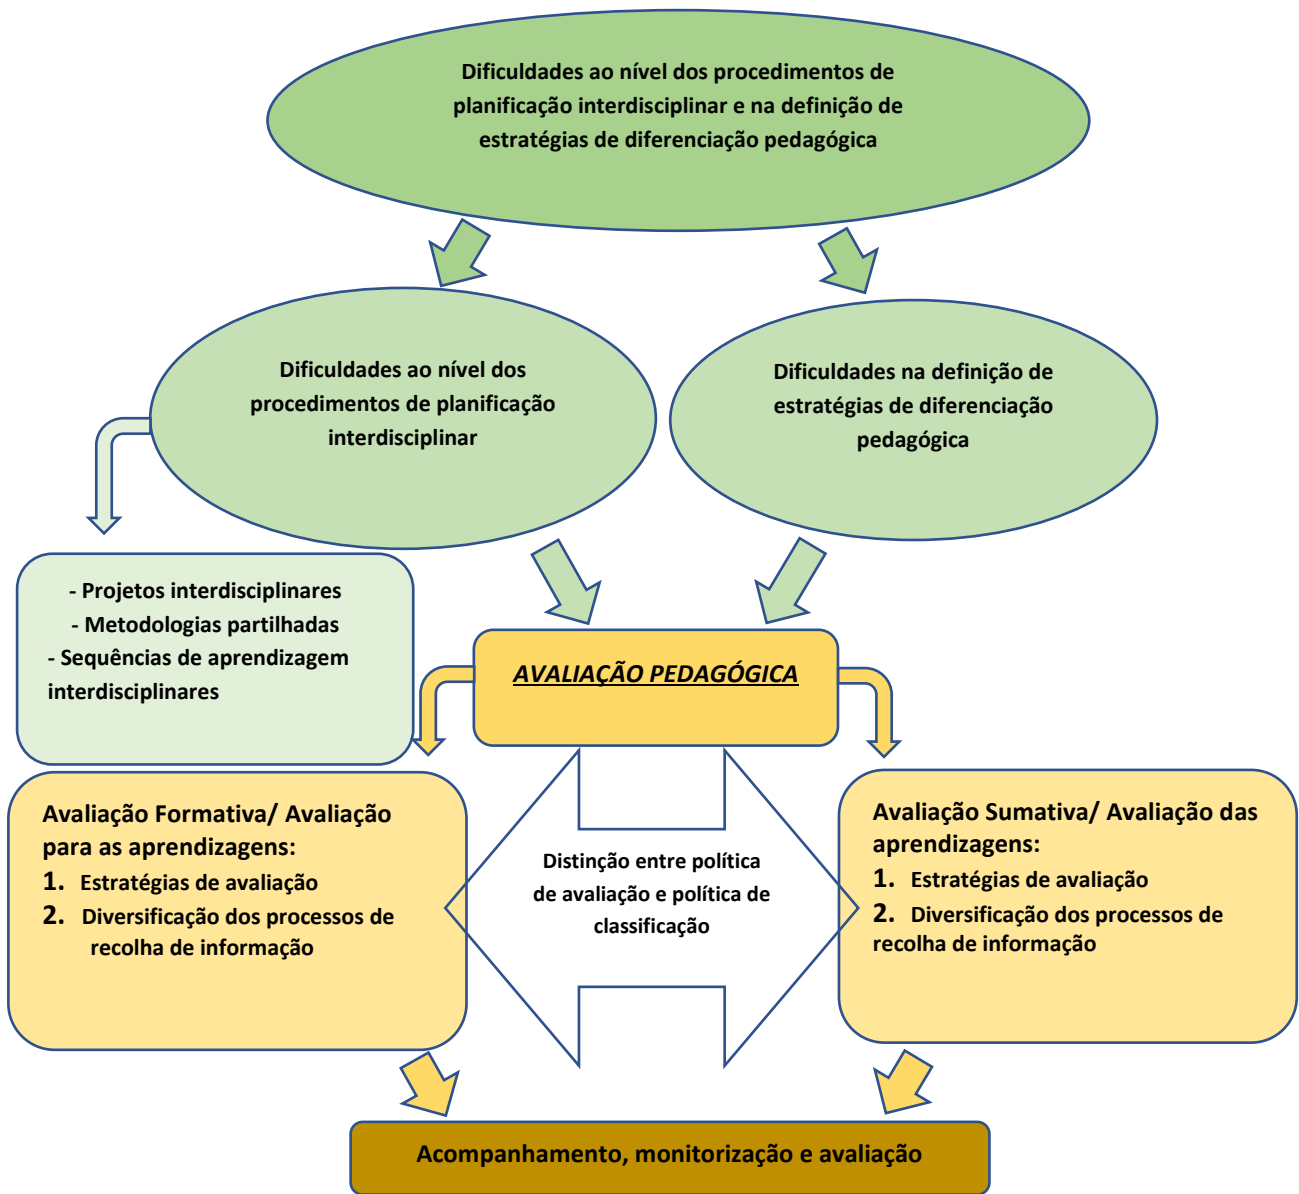 Dificuldades ao nível dos procedimentos de
planificação interdisciplinar e na definição de
estratégias de diferenciação pedagógica
Dificuldades ao nível dos
procedimentos de planificação
interdisciplinar
Dificuldades na definição de
estratégias de diferenciação
pedagógica
- Projetos interdisciplinares
- Metodologias partilhadas
- Sequências de aprendizagem
interdisciplinares
AVALIAÇÃO PEDAGÓGICA
Avaliação Formativa/ Avaliação
para as aprendizagens:
1. Estratégias de avaliação
2. Diversificação dos processos de
recolha de informação
Distinção entre política
de avaliação e política de
classificação
Avaliação Sumativa/ Avaliação das
aprendizagens:
1. Estratégias de avaliação
2. Diversificação dos processos de
recolha de informação
Acompanhamento, monitorização e avaliação